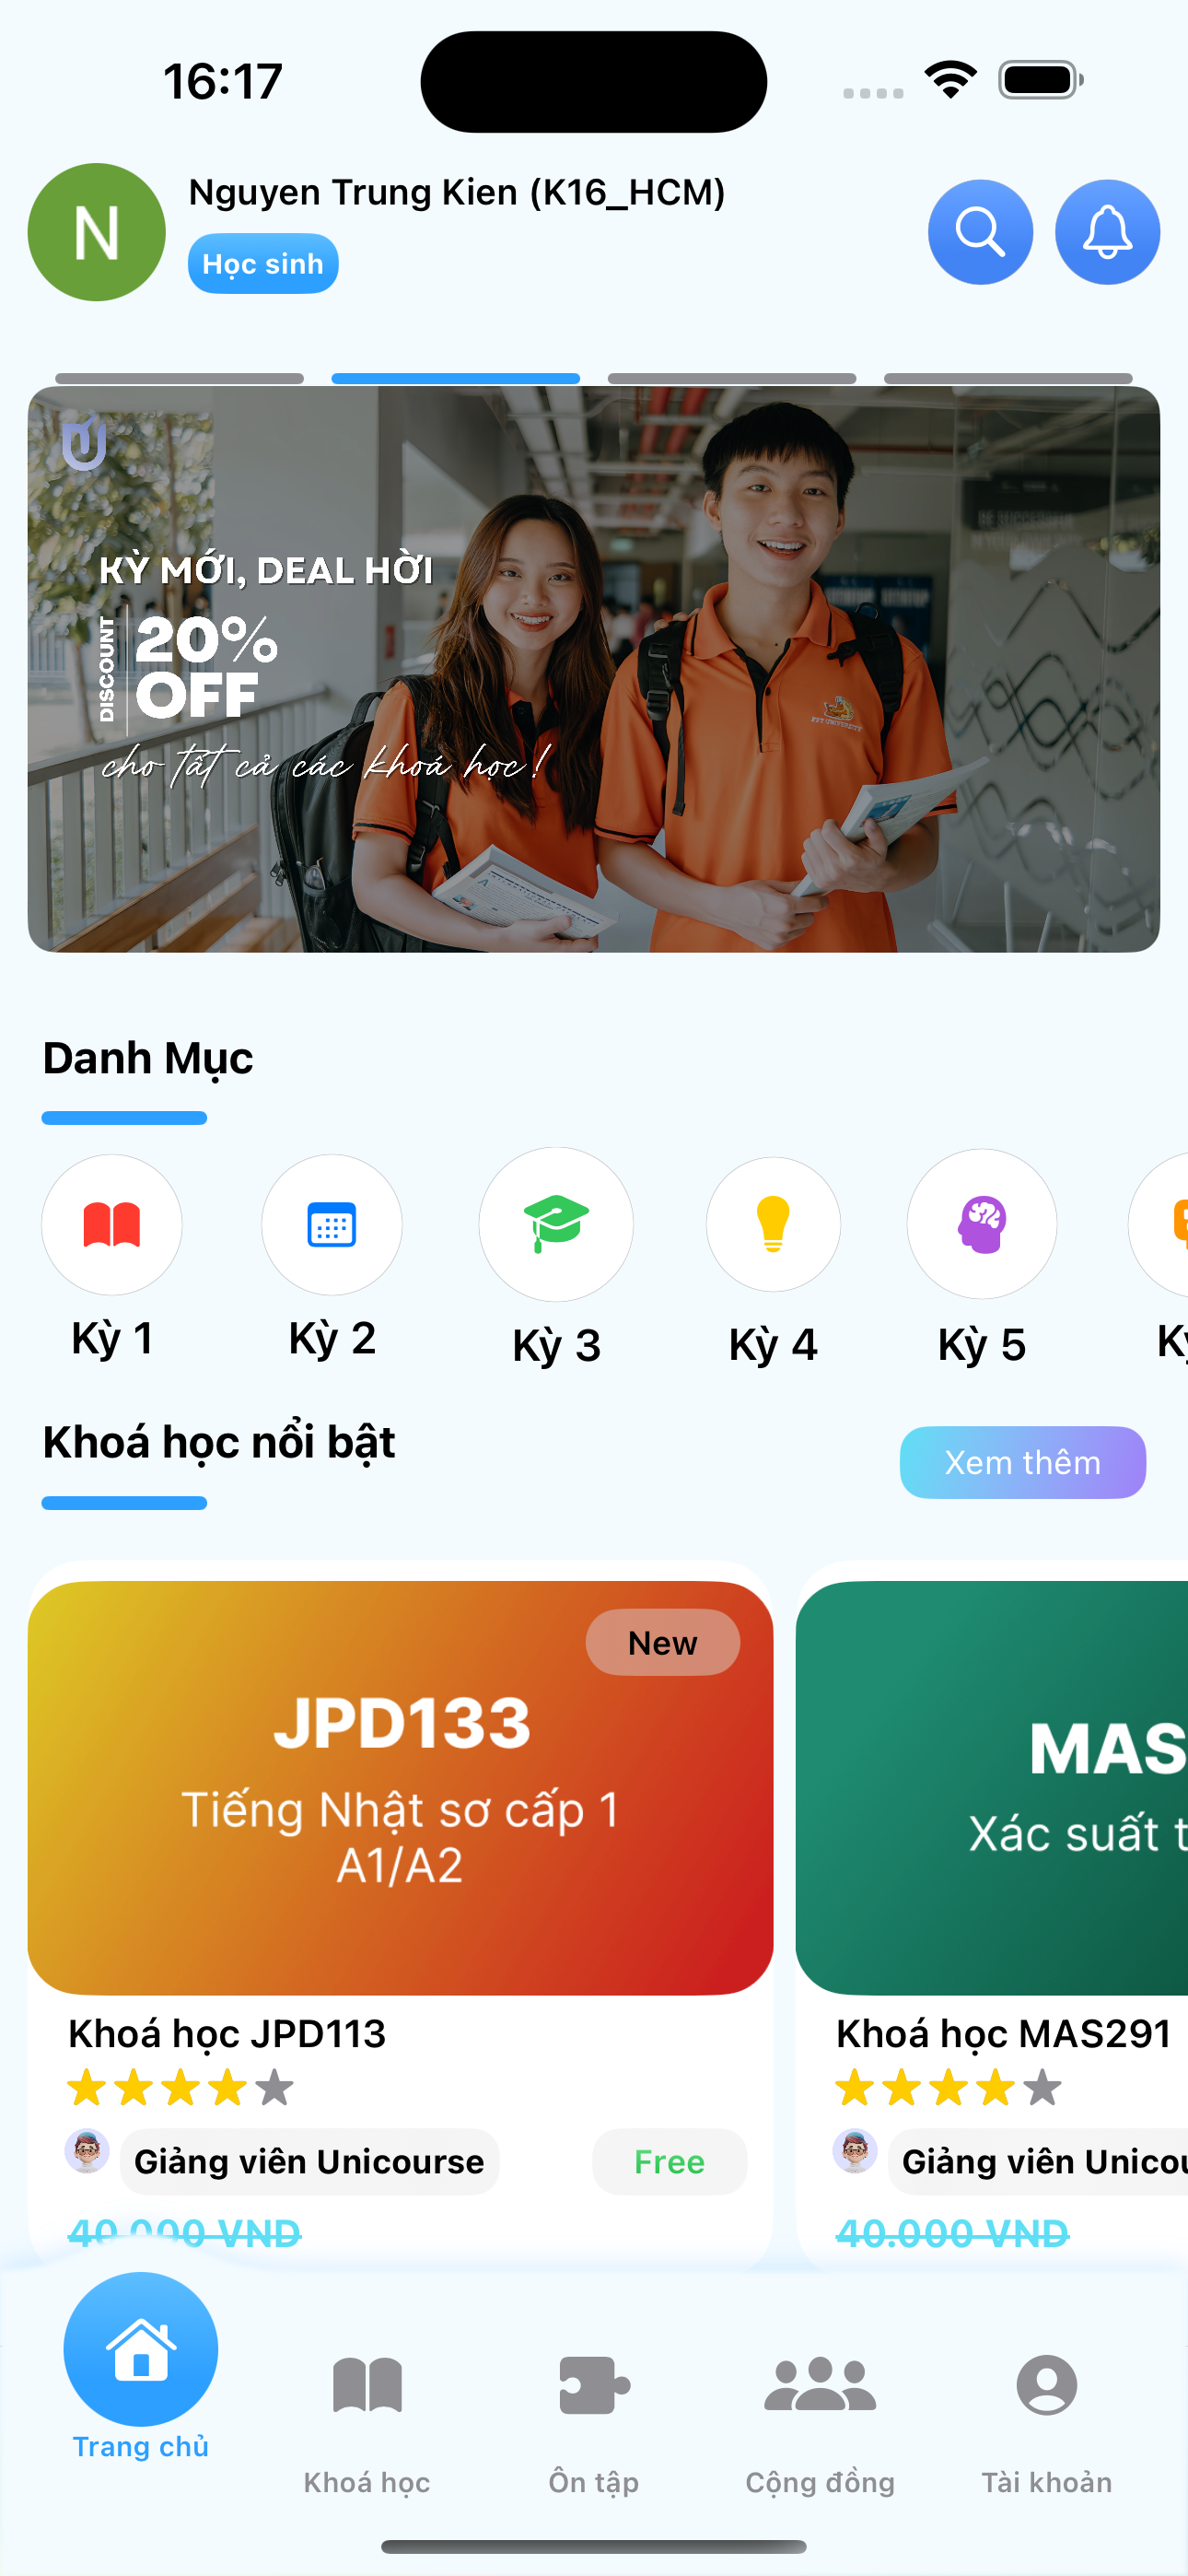 16:17
N
Nguyen Trung Kien (K16_HCM)
Học sinh
KỲ MỚI, DEAL HỜI
DISCOUNT
20%
OFF
cho tất cả các khoá học!
FPT UNIVERSITY
Danh Mục
Kỳ 1
Kỳ 2
Kỳ 3
Kỳ 4
Kỳ 5
Khoá học nổi bật
Xem thêm
New
JPD133
Tiếng Nhật sơ cấp 1
A1/A2
Khoá học JPD113
Giảng viên Unicourse
Free
40.000 VND
MAS
Xác suất t
Khoá học MAS291
Giảng viên Unicou
40.000 VND
Trang chủ
Khoá học
Ôn tập
Cộng đồng
Tài khoản